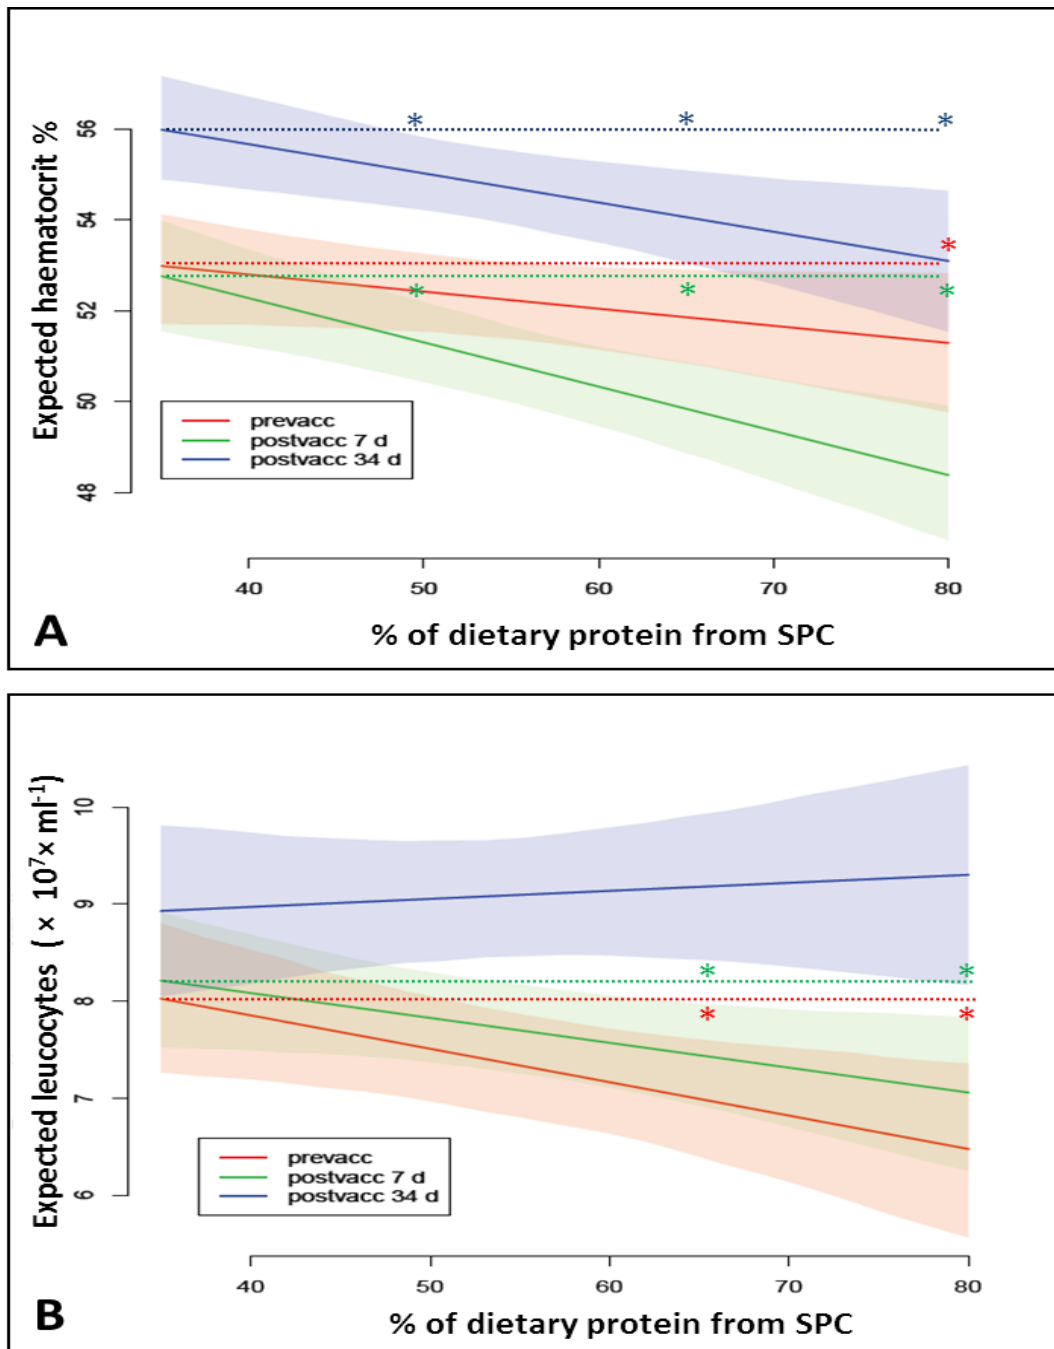 Expected haematocrit %
56
54
52
50
48
*
*
*
*
*
*
*
prevacc
postvacc 7 d
postvacc 34 d
40 50 60 70 80
A
% of dietary protein from SPC
Expected leucocytes ( × 10⁷× ml⁻¹)
10
9
8
7
6
* *
* *
prevacc
postvacc 7 d
postvacc 34 d
40 50 60 70 80
B
% of dietary protein from SPC